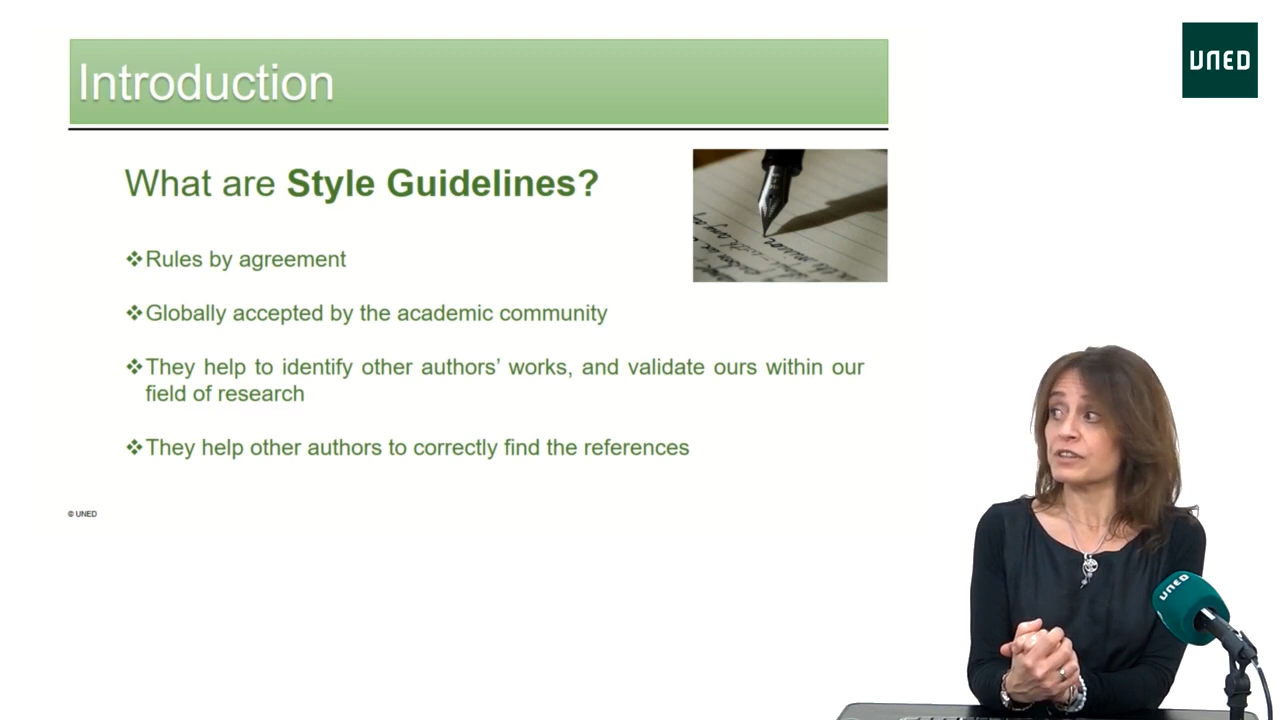 Introduction
UNED
What are Style Guidelines?
❖Rules by agreement
❖Globally accepted by the academic community
❖They help to identify other authors’ works, and validate ours within our
field of research
❖They help other authors to correctly find the references
© UNED
UNED